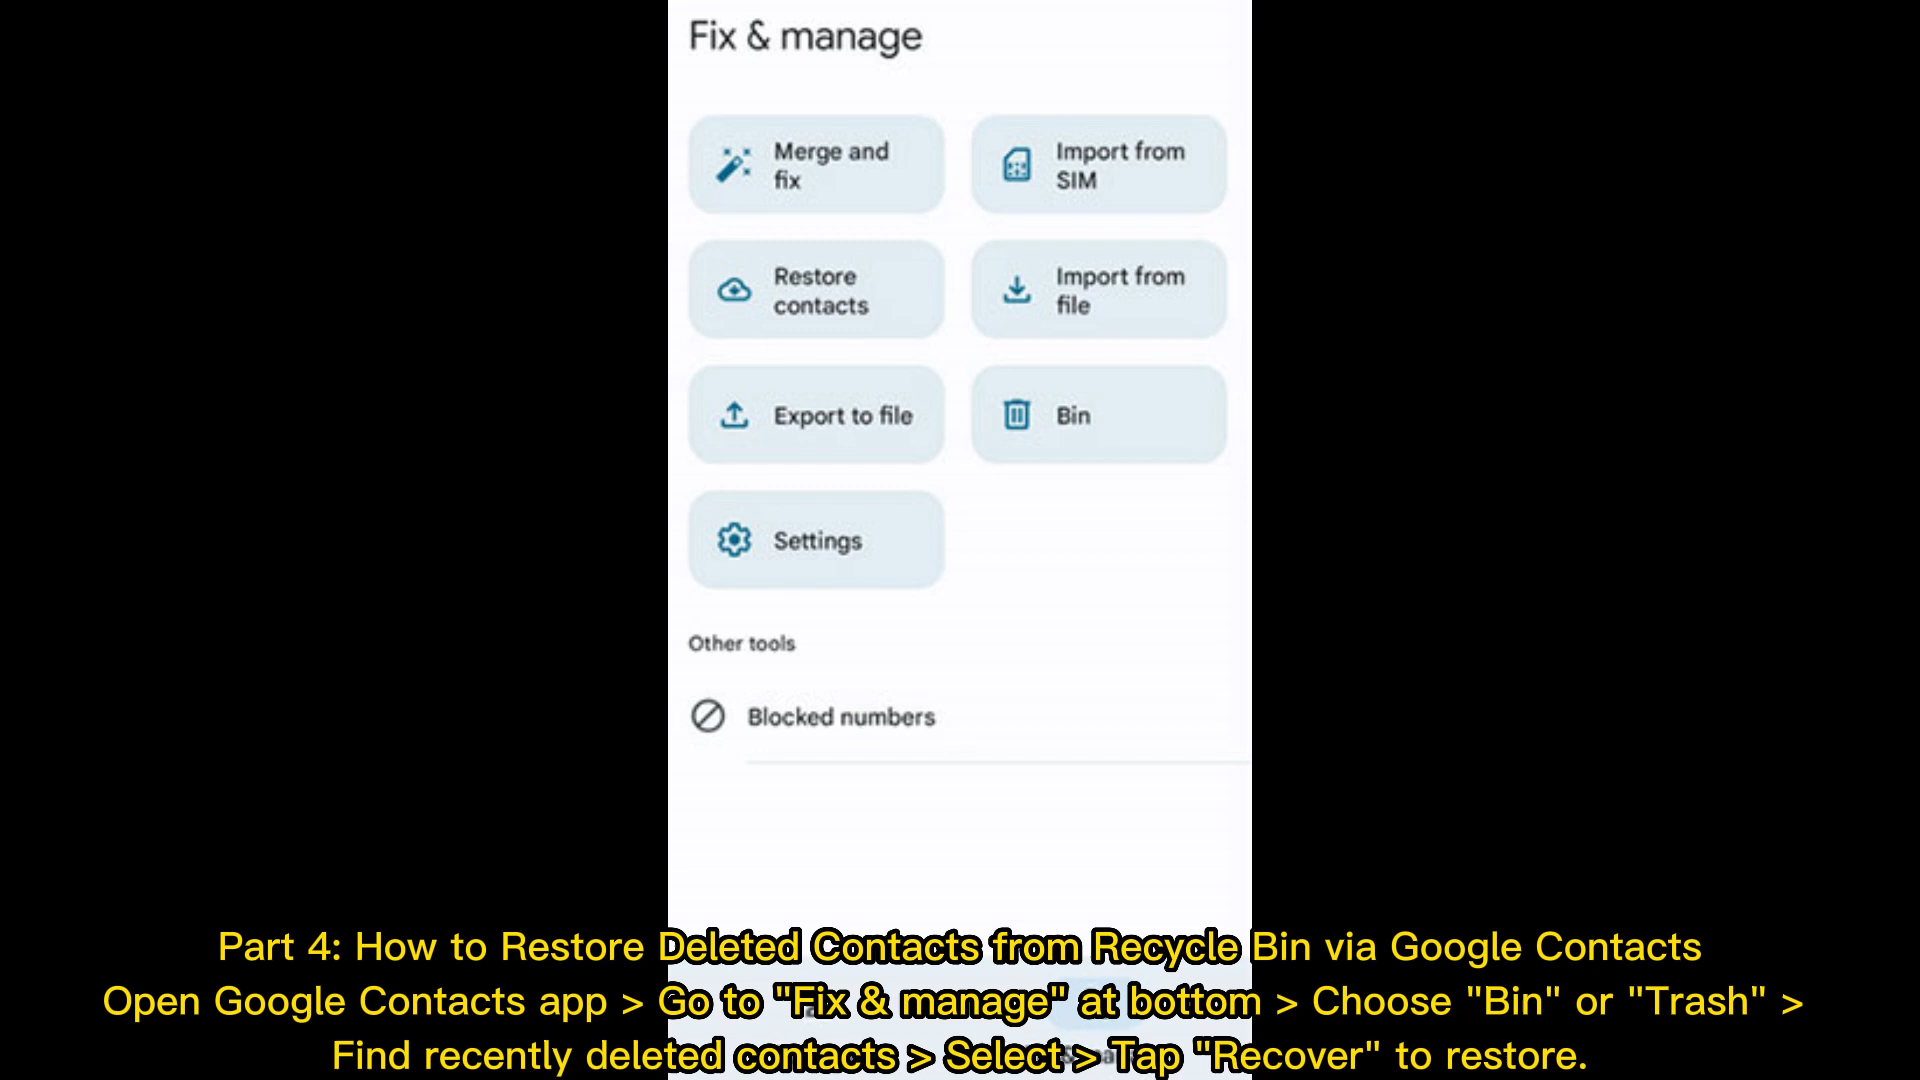 Fix & manage
Merge and
fix
Import from
SIM
Restore
contacts
Import from
file
Export to file
Bin
Settings
Other tools
Blocked numbers
Part 4: How to Restore Deleted Contacts from Recycle Bin via Google Contacts
Open Google Contacts app > Go to "Fix & manage" at bottom > Choose "Bin" or "Trash" >
Find recently deleted contacts > Select > Tap "Recover" to restore.